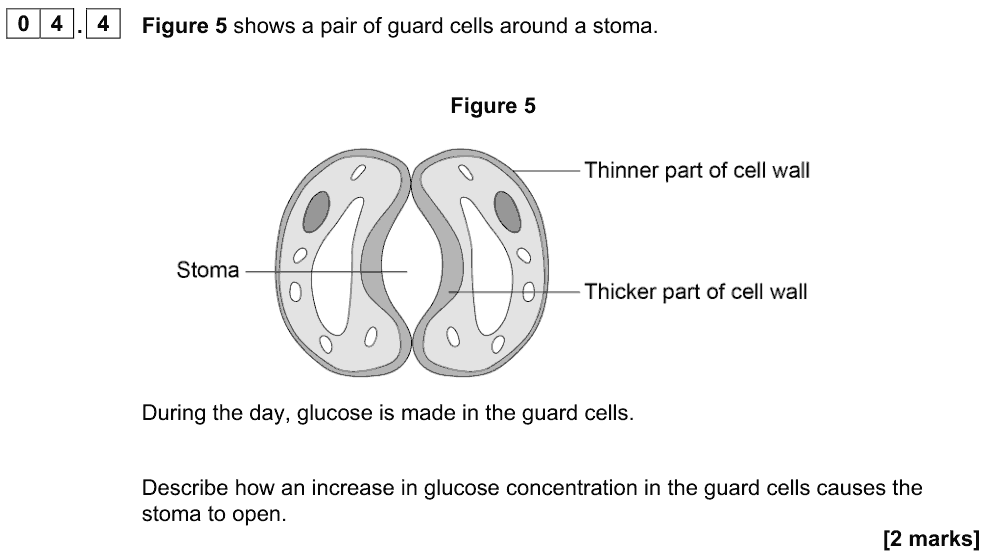 04.4 Figure 5 shows a pair of guard cells around a stoma.
Figure 5
Thinner part of cell wall
Stoma
Thicker part of cell wall
During the day, glucose is made in the guard cells.
Describe how an increase in glucose concentration in the guard cells causes the
stoma to open.
[2 marks]